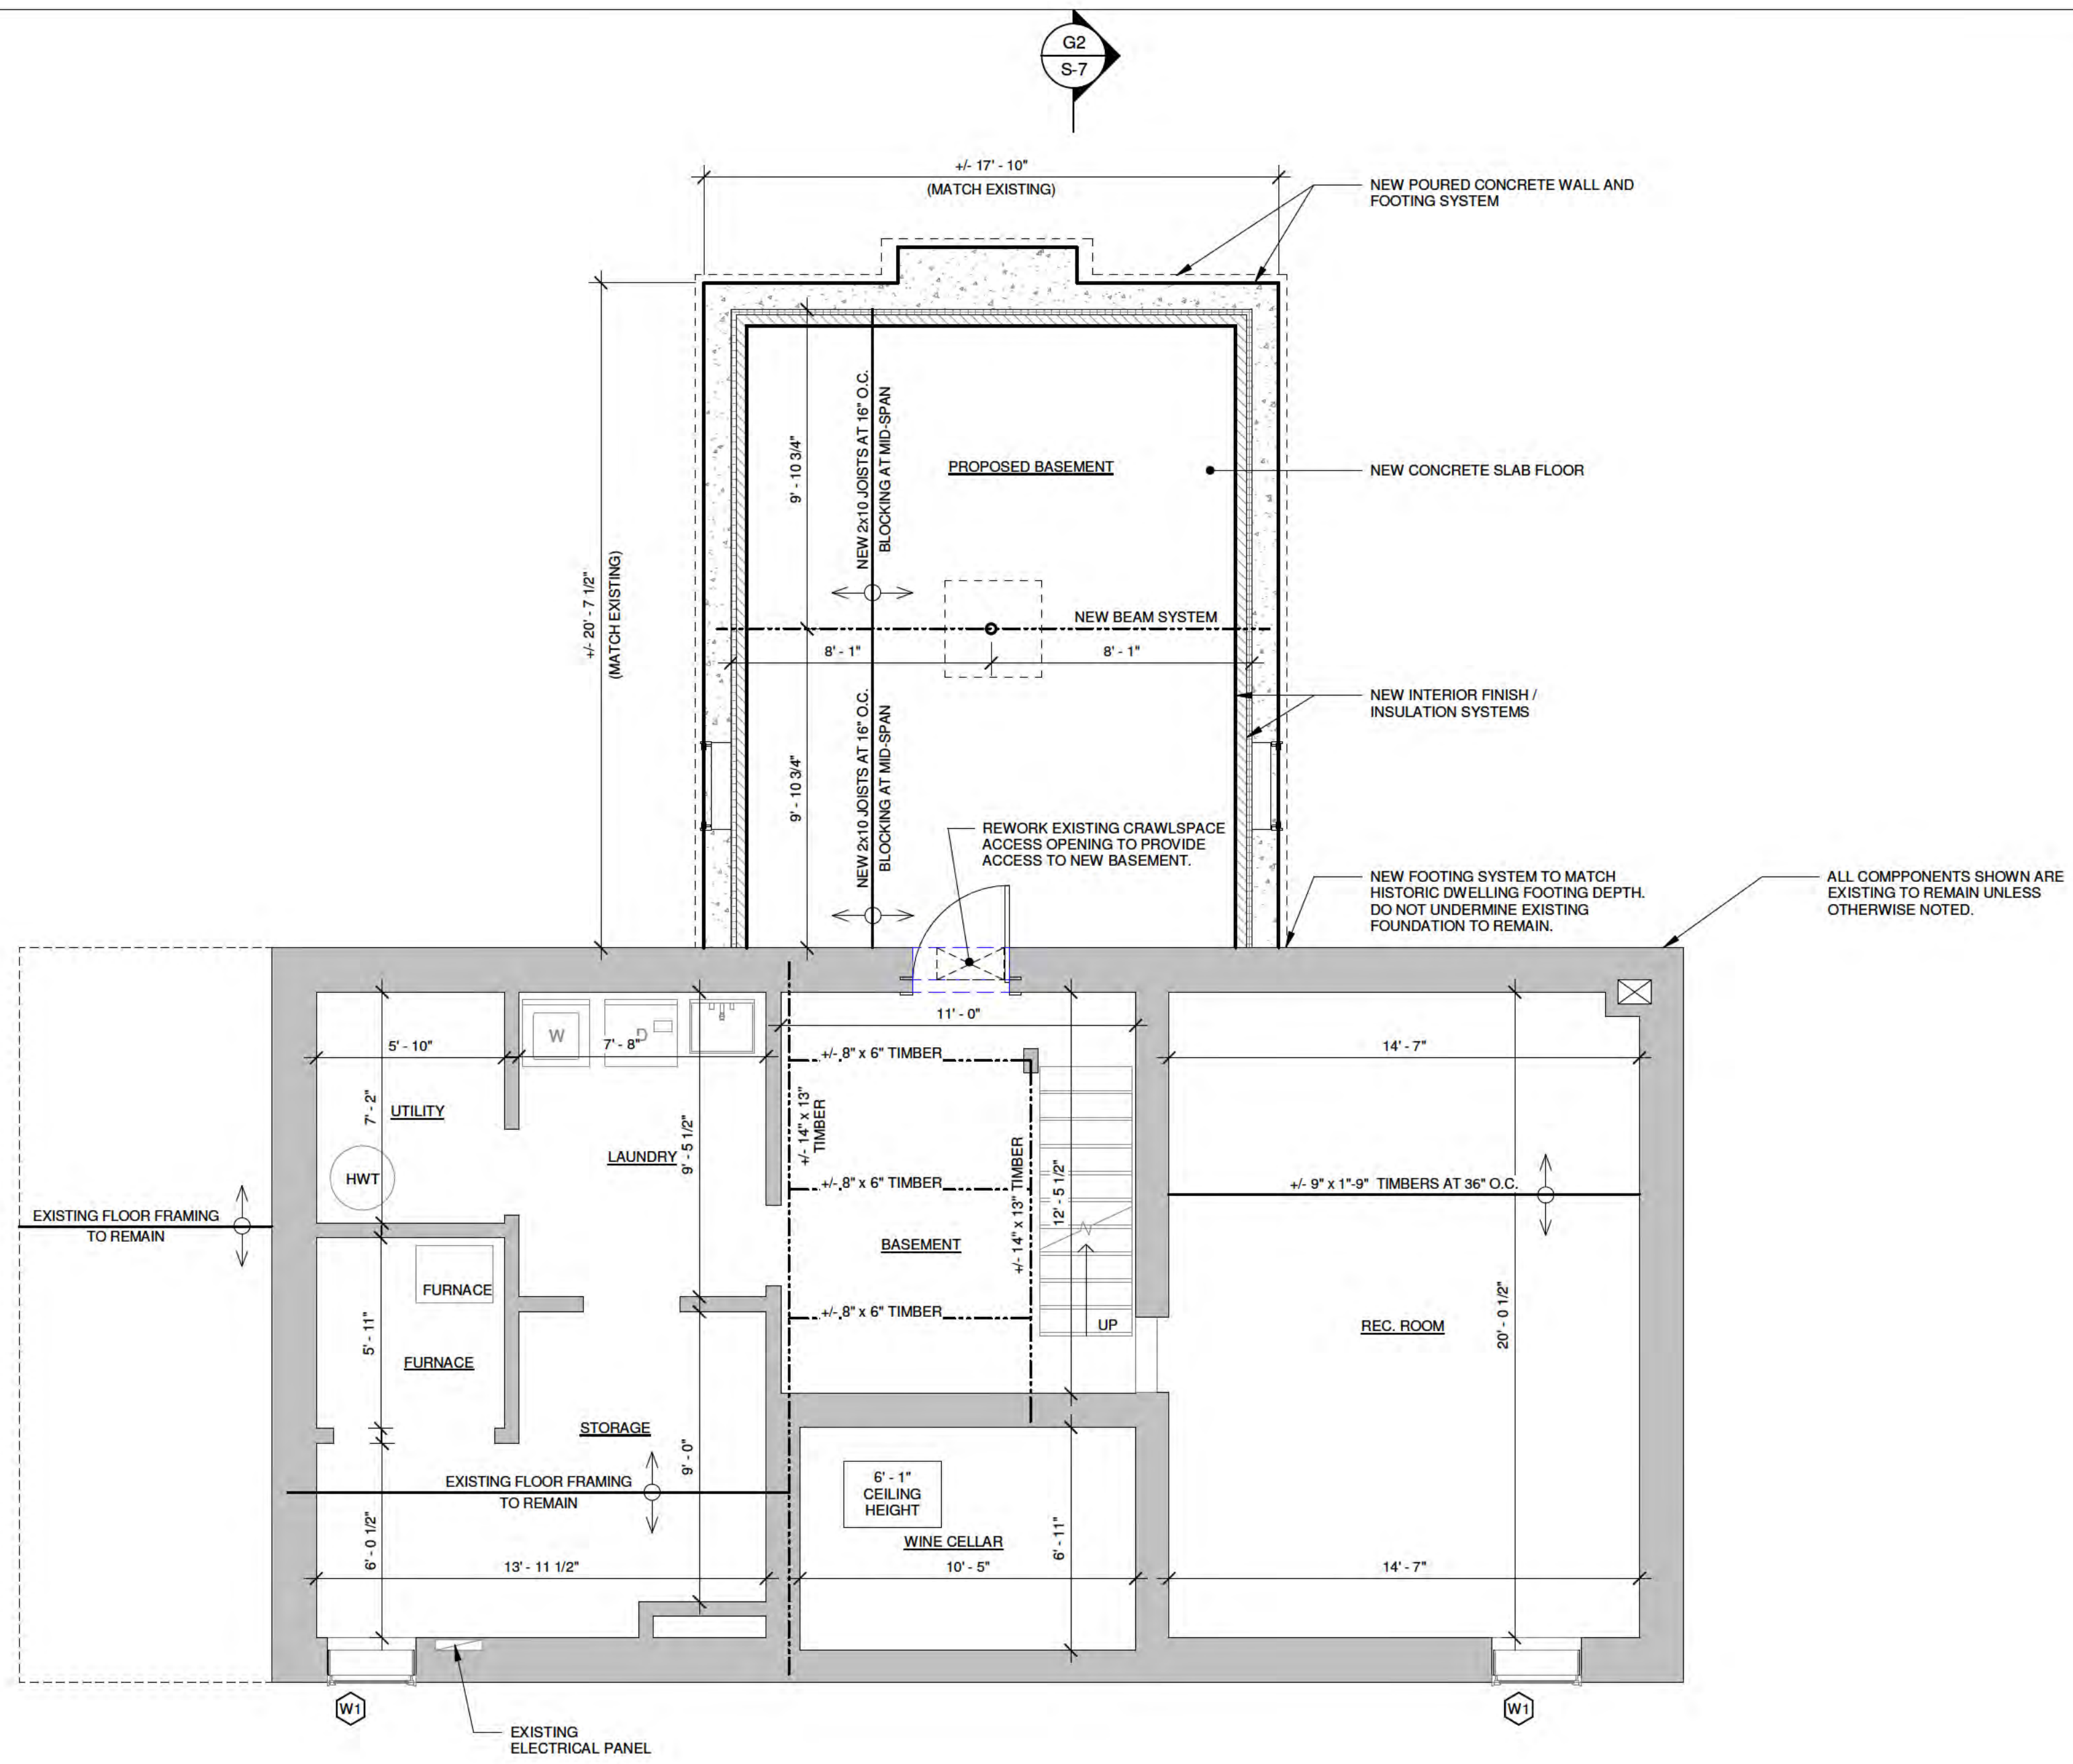 G2
S-7
+/- 17' - 10"
(MATCH EXISTING)
NEW POURED CONCRETE WALL AND
FOOTING SYSTEM
+/- 20' - 7 1/2"
(MATCH EXISTING)
9' - 10 3/4"
NEW 2x10 JOISTS AT 16" O.C.
BLOCKING AT MID-SPAN
PROPOSED BASEMENT
NEW CONCRETE SLAB FLOOR
NEW BEAM SYSTEM
8' - 1"
8' - 1"
9' - 10 3/4"
NEW 2x10 JOISTS AT 16" O.C.
BLOCKING AT MID-SPAN
NEW INTERIOR FINISH /
INSULATION SYSTEMS
REWORK EXISTING CRAWLSPACE
ACCESS OPENING TO PROVIDE
ACCESS TO NEW BASEMENT.
NEW FOOTING SYSTEM TO MATCH
HISTORIC DWELLING FOOTING DEPTH.
DO NOT UNDERMINE EXISTING
FOUNDATION TO REMAIN.
ALL COMPPONENTS SHOWN ARE
EXISTING TO REMAIN UNLESS
OTHERWISE NOTED.
5' - 10"
W
D
7' - 8"
11' - 0"
14' - 7"
7' - 2"
UTILITY
HWT
LAUNDRY
9' - 5 1/2"
+/- 14" x 13"
TIMBER
+/- 8" x 6" TIMBER
+/- 8" x 6" TIMBER
+/- 8" x 6" TIMBER
BASEMENT
+/- 14" x 13" TIMBER
12' - 5 1/2"
UP
+/- 9" x 1"-9" TIMBERS AT 36" O.C.
20' - 0 1/2"
REC. ROOM
EXISTING FLOOR FRAMING
TO REMAIN
FURNACE
5' - 11"
FURNACE
STORAGE
9' - 0"
EXISTING FLOOR FRAMING
TO REMAIN
6' - 0 1/2"
13' - 11 1/2"
6' - 1"
CEILING
HEIGHT
WINE CELLAR
10' - 5"
6' - 11"
14' - 7"
W1
W1
EXISTING
ELECTRICAL PANEL